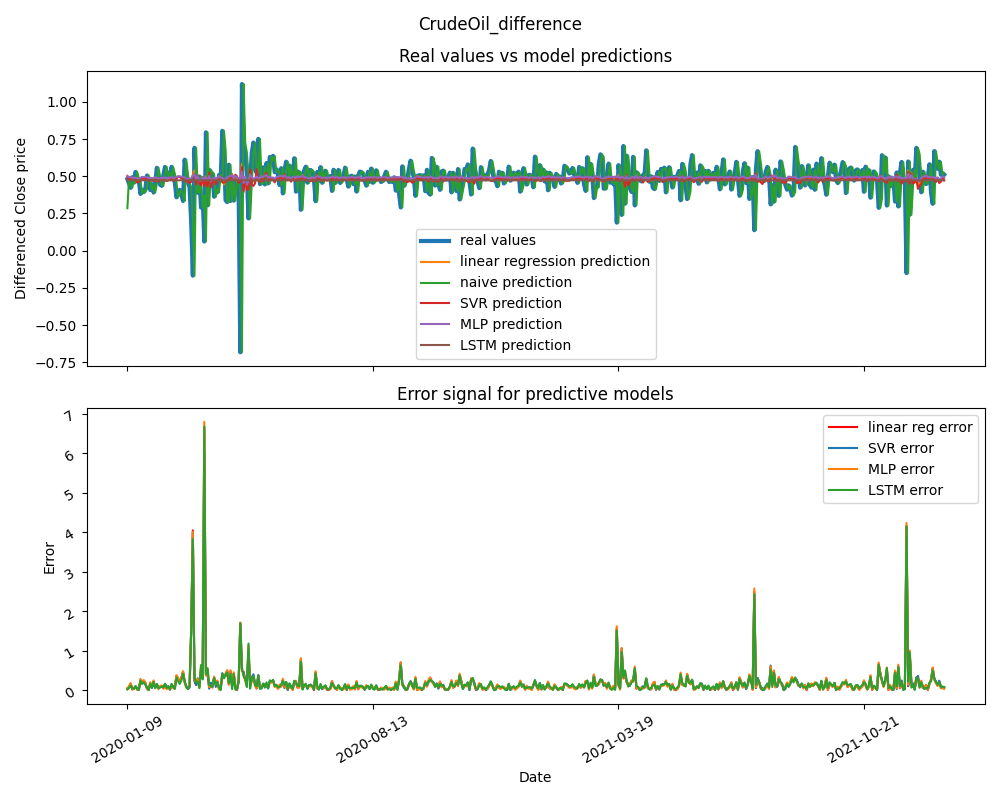 CrudeOil_difference
Real values vs model predictions
Differenced Close price
1.00
0.75
0.50
0.25
0.00
−0.25
−0.50
−0.75
real values
linear regression prediction
naive prediction
SVR prediction
MLP prediction
LSTM prediction
Error signal for predictive models
Error
7
6
5
4
3
2
1
0
linear reg error
SVR error
MLP error
LSTM error
2020-01-09
2020-08-13
2021-03-19
2021-10-21
Date